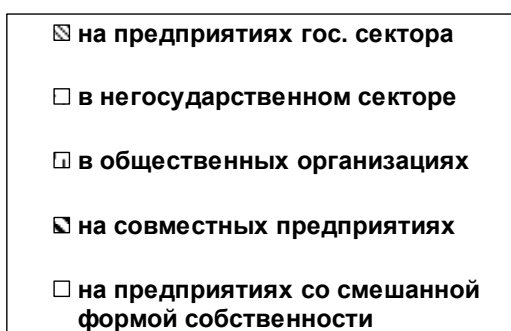 на предприятиях гос. сектора
в негосударственном секторе
в общественных организациях
на совместных предприятиях
на предприятиях со смешанной
формой собственности